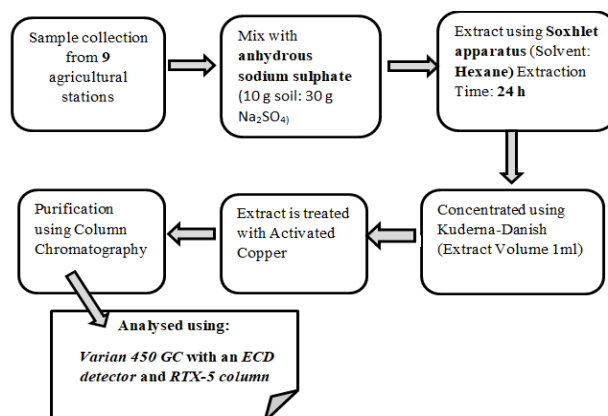 Sample collection
from 9
agricultural
stations
Mix with
anhydrous
sodium sulphate
(10 g soil: 30 g
Na₂SO₄)
Extract using Soxhlet
apparatus (Solvent:
Hexane) Extraction
Time: 24 h
Concentrated using
Kuderna-Danish
(Extract Volume 1ml)
Extract is treated
with Activated
Copper
Purification
using Column
Chromatography
Analysed using:
Varian 450 GC with an ECD
detector and RTX-5 column